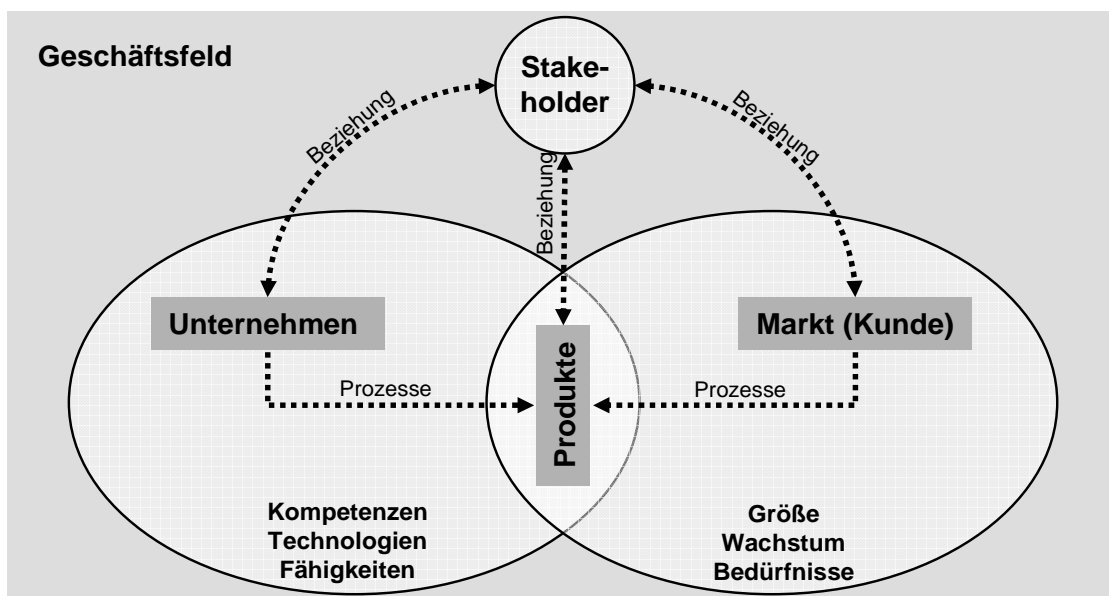 Geschäftsfeld
Stake-
holder
Beziehung
Beziehung
Beziehung
Unternehmen
Markt (Kunde)
Prozesse
Produkte
Prozesse
Kompetenzen
Technologien
Fähigkeiten
Größe
Wachstum
Bedürfnisse